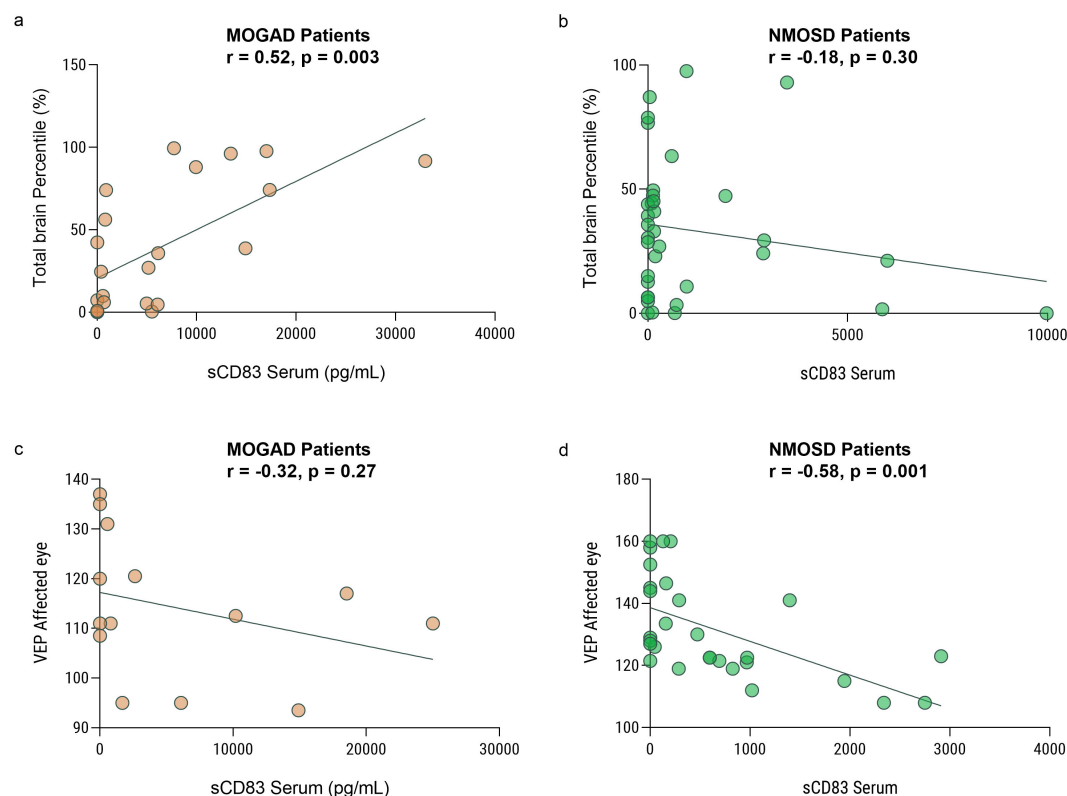 a
MOGAD Patients
r = 0.52, p = 0.003
Total brain Percentile (%)
150
100
50
0
0 10000 20000 30000 40000
sCD83 Serum (pg/mL)
b
NMOSD Patients
r = -0.18, p = 0.30
Total brain Percentile (%)
100
50
0
0 5000 10000
sCD83 Serum
c
MOGAD Patients
r = -0.32, p = 0.27
VEP Affected eye
140
130
120
110
100
90
0 10000 20000 30000
sCD83 Serum (pg/mL)
d
NMOSD Patients
r = -0.58, p = 0.001
VEP Affected eye
180
160
140
120
100
0 1000 2000 3000 4000
sCD83 Serum